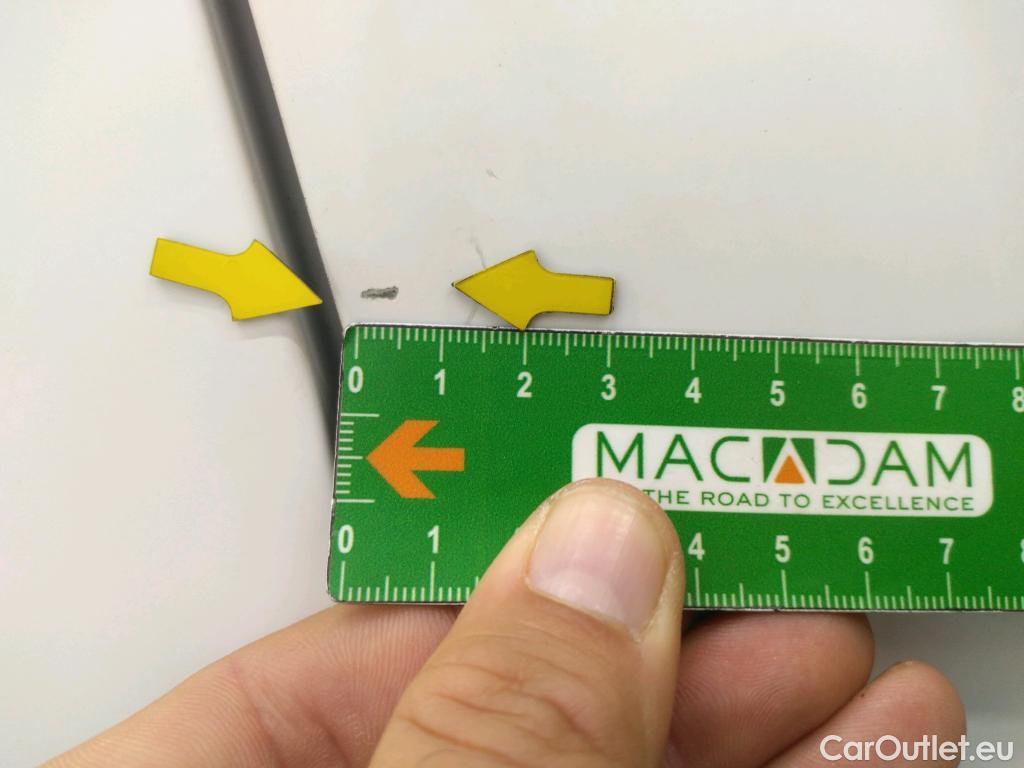 0 1 2 3 4 5 6 7 8
MACADAM
THE ROAD TO EXCELLENCE
0 1 4 5 6 7
CarOutlet.eu